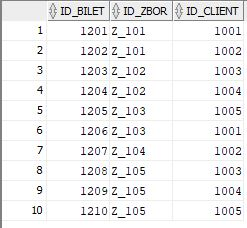 ID_BILET ID_ZBOR ID_CLIENT
1 1201 Z_101 1001
2 1202 Z_101 1002
3 1203 Z_102 1003
4 1204 Z_102 1004
5 1205 Z_103 1005
6 1206 Z_103 1001
7 1207 Z_104 1002
8 1208 Z_105 1003
9 1209 Z_105 1004
10 1210 Z_105 1005